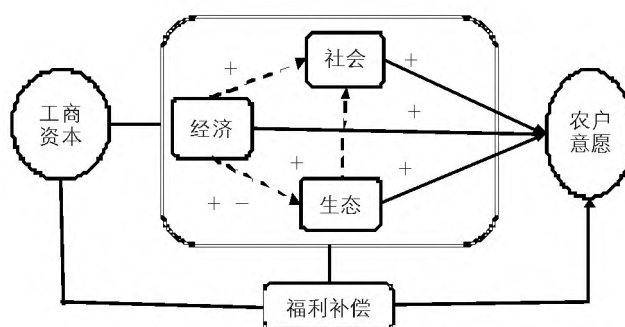 社会
+
+
工商
资本
经济
+
农户
意愿
+
+
+ −
生态
福利补偿